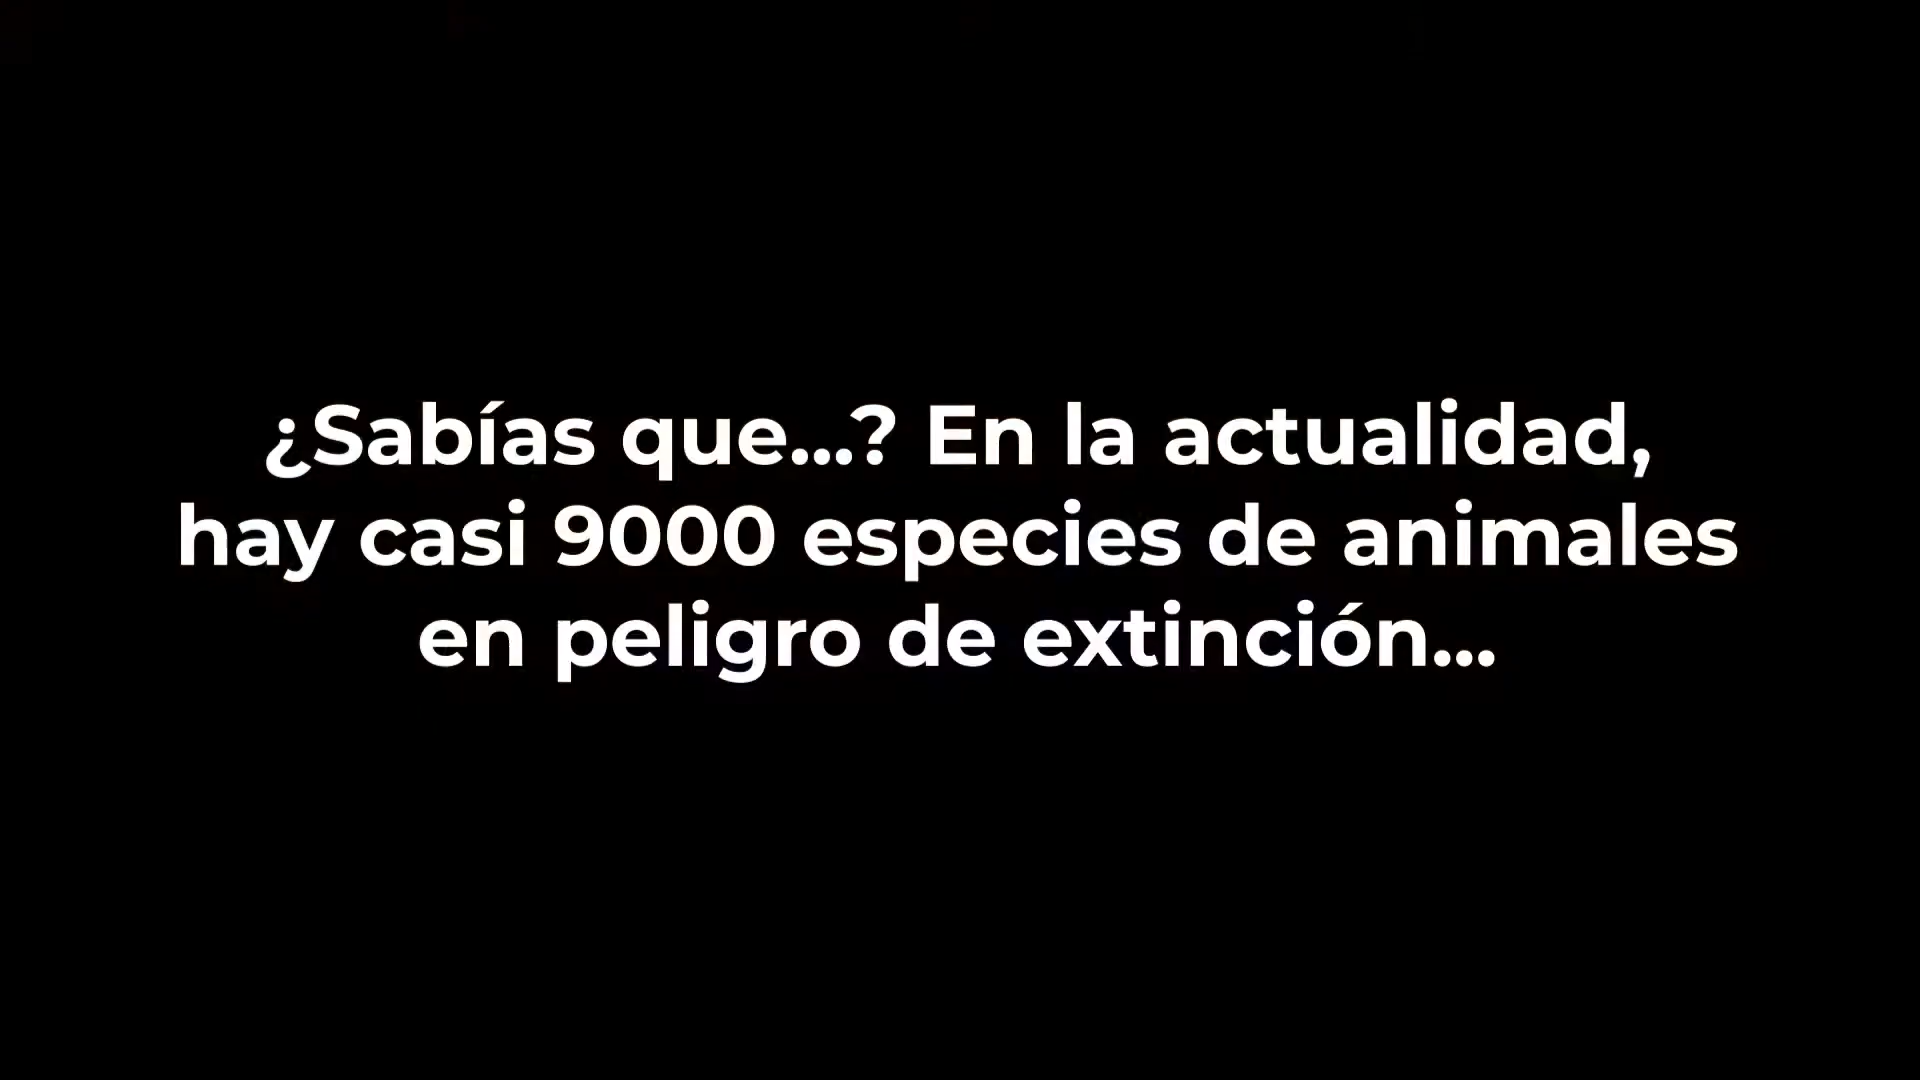 ¿Sabías que...? En la actualidad,
hay casi 9000 especies de animales
en peligro de extinción...